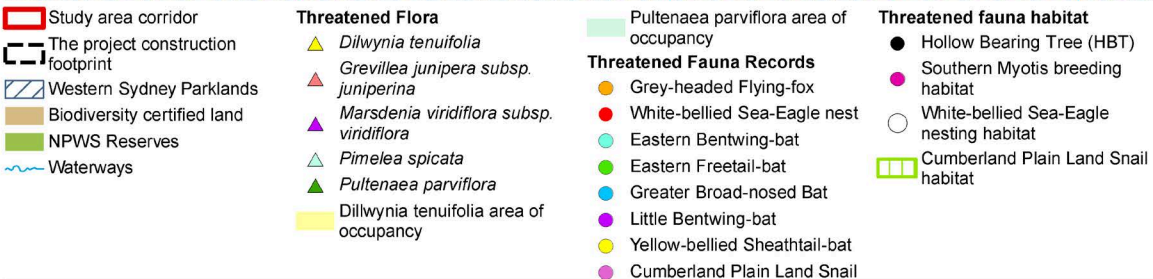 Study area corridor
The project construction
footprint
Western Sydney Parklands
Biodiversity certified land
NPWS Reserves
Waterways
Threatened Flora
Dilwynia tenuifolia
Grevillea junipera subsp.
juniperina
Marsdenia viridiflora subsp.
viridiflora
Pimelea spicata
Pultenaea parviflora
Dillwynia tenuifolia area of
occupancy
Pultenaea parviflora area of
occupancy
Threatened Fauna Records
Grey-headed Flying-fox
White-bellied Sea-Eagle nest
Eastern Bentwing-bat
Eastern Freetail-bat
Greater Broad-nosed Bat
Little Bentwing-bat
Yellow-bellied Sheathtail-bat
Cumberland Plain Land Snail
Threatened fauna habitat
Hollow Bearing Tree (HBT)
Southern Myotis breeding
habitat
White-bellied Sea-Eagle
nesting habitat
Cumberland Plain Land Snail
habitat